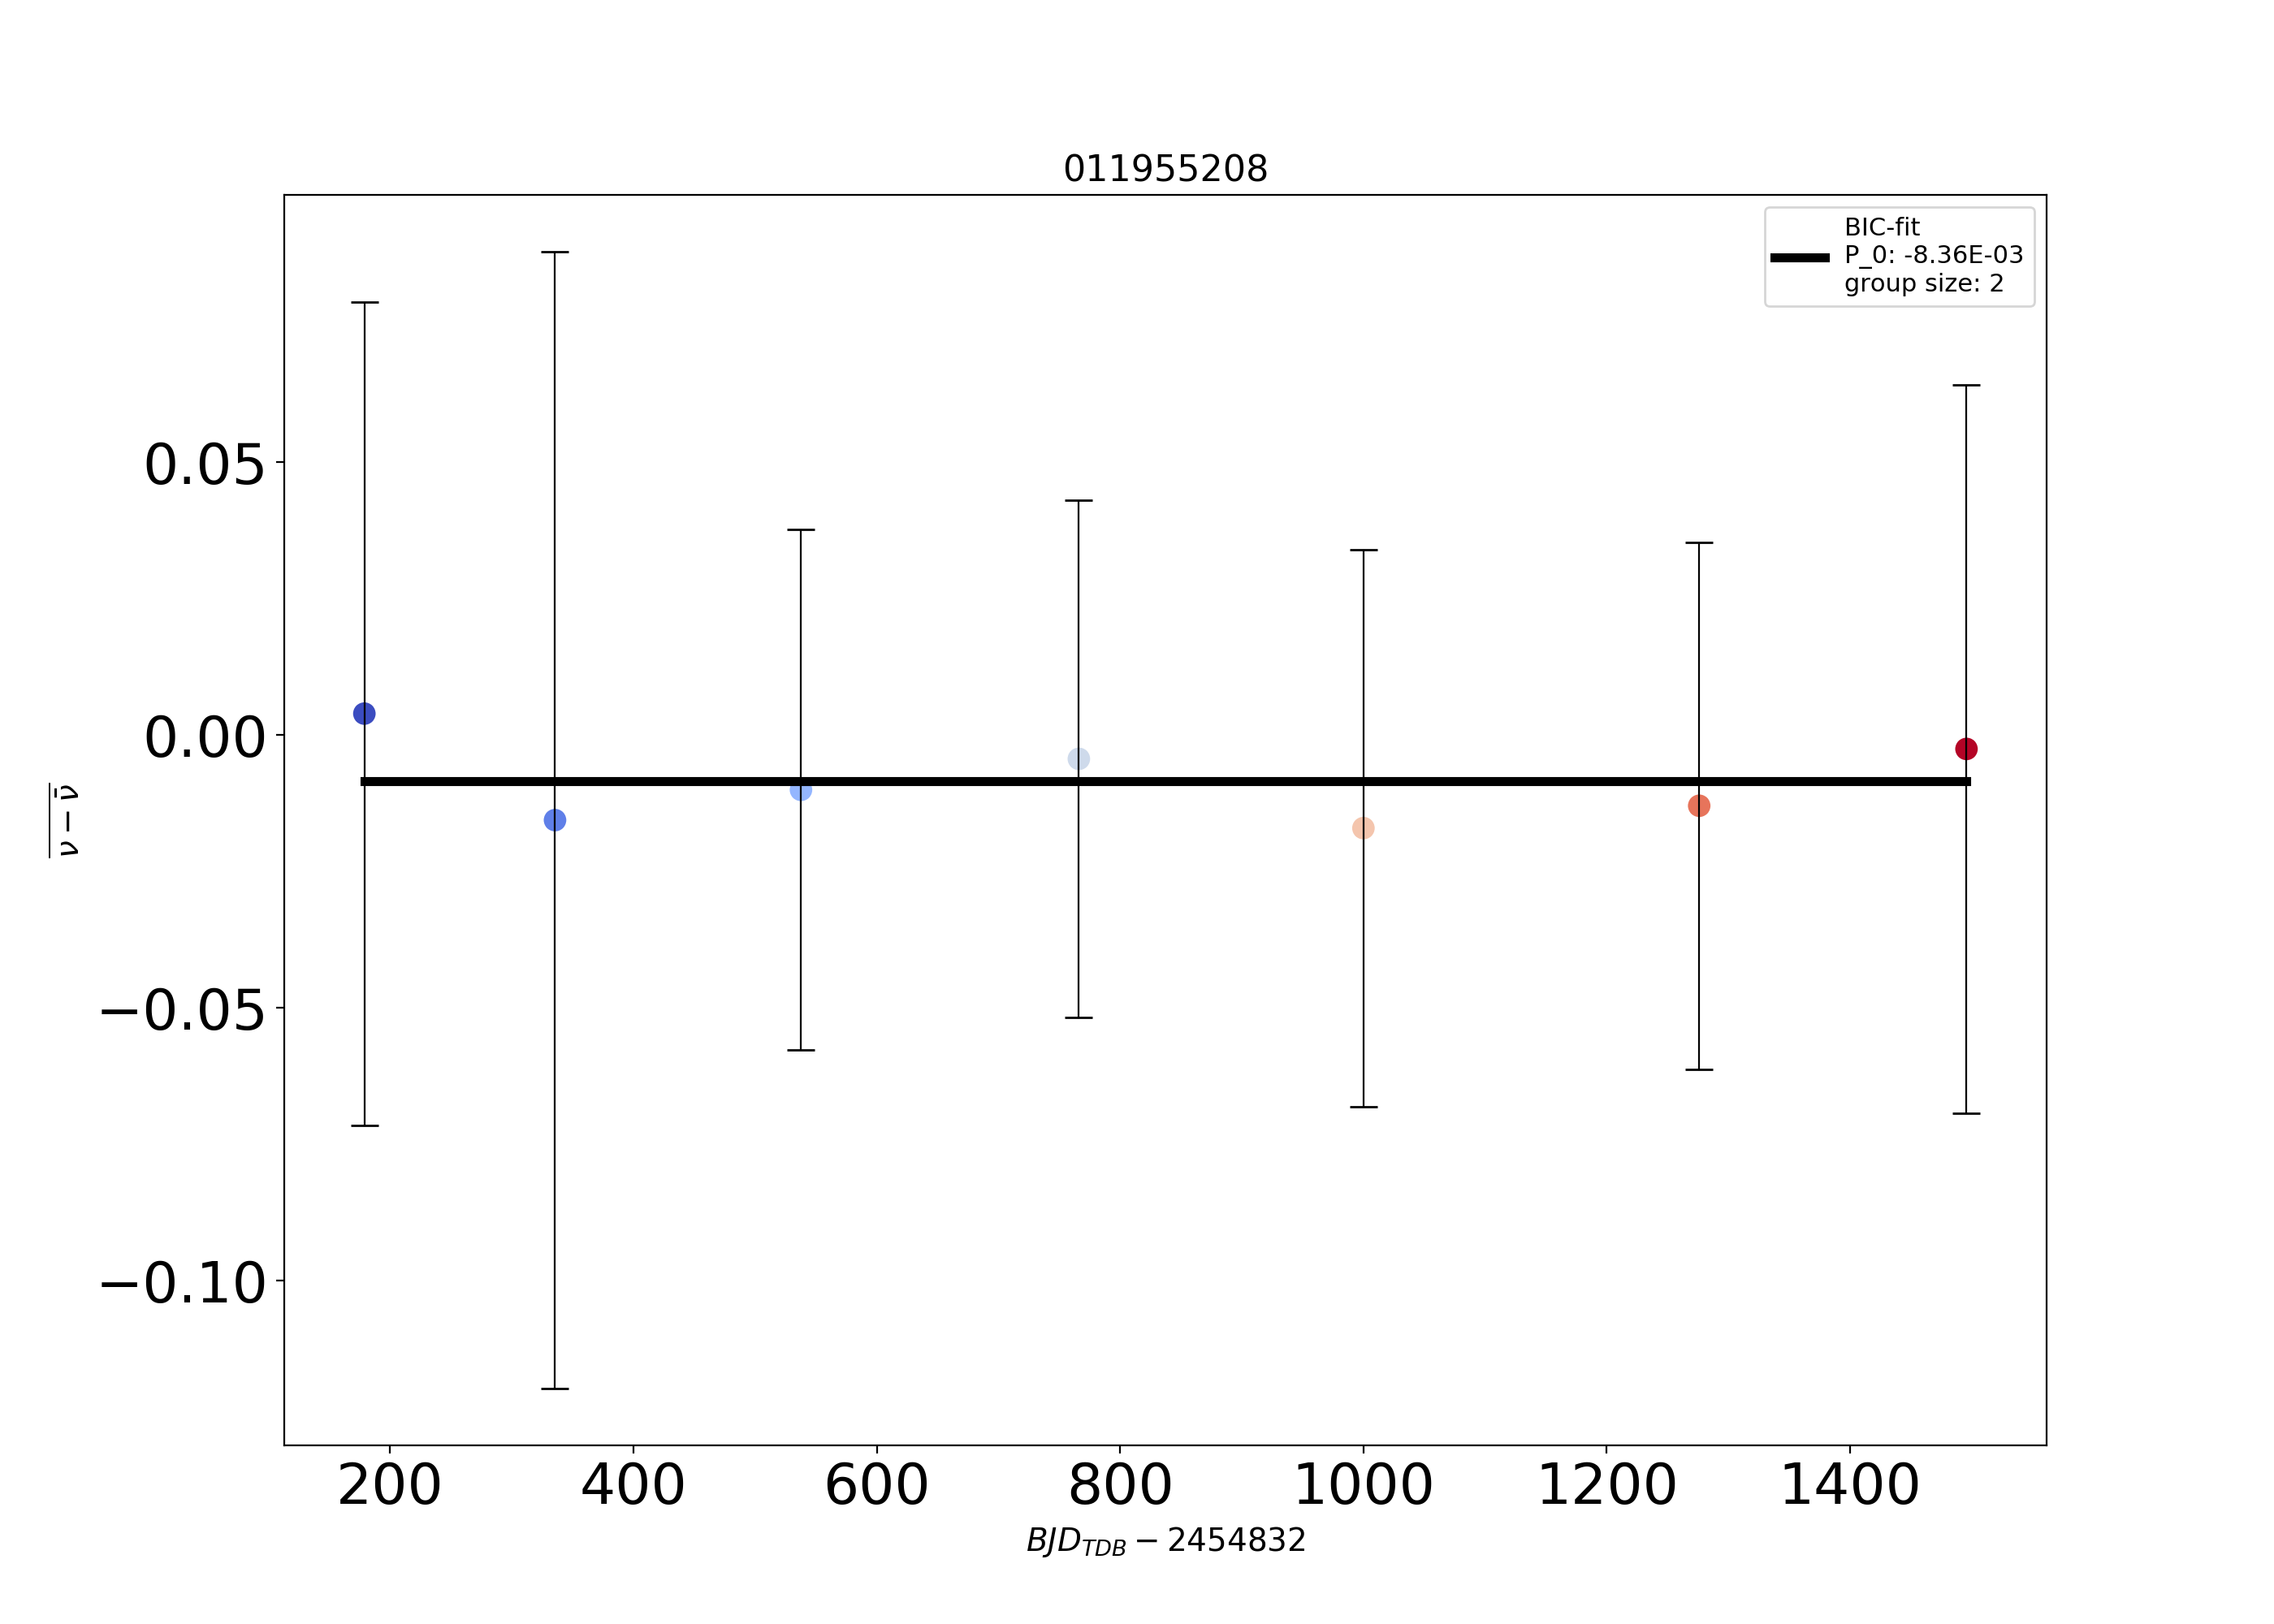 011955208
BIC-fit
P_0: -8.36E-03
group size: 2
0.05
0.00
−0.05
−0.10
ν − ν̄
200 400 600 800 1000 1200 1400
BJD_TDB − 2454832